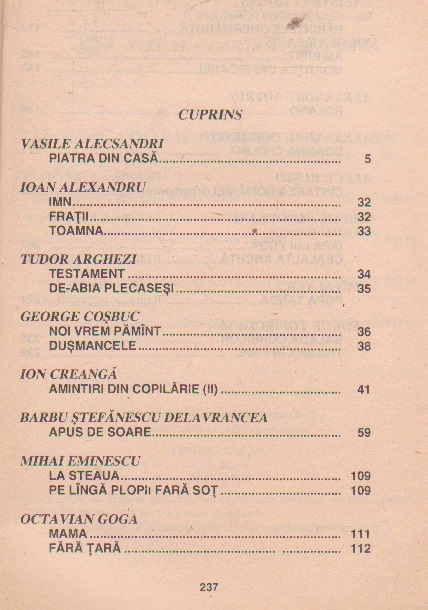 CUPRINS
VASILE ALECSANDRI
PIATRA DIN CASĂ 5
IOAN ALEXANDRU
IMN 32
FRAȚII 32
TOAMNA 33
TUDOR ARGHEZI
TESTAMENT 34
DE-ABIA PLECASEȘI 35
GEORGE COȘBUC
NOI VREM PĂMÎNT 36
DUȘMANCELE 38
ION CREANGĂ
AMINTIRI DIN COPILĂRIE (II) 41
BARBU ȘTEFĂNESCU DELAVRANCEA
APUS DE SOARE 59
MIHAI EMINESCU
LA STEAUA 109
PE LÎNGĂ PLOPII FARĂ SOȚ 109
OCTAVIAN GOGA
MAMA 111
FĂRĂ ȚARĂ 112
237